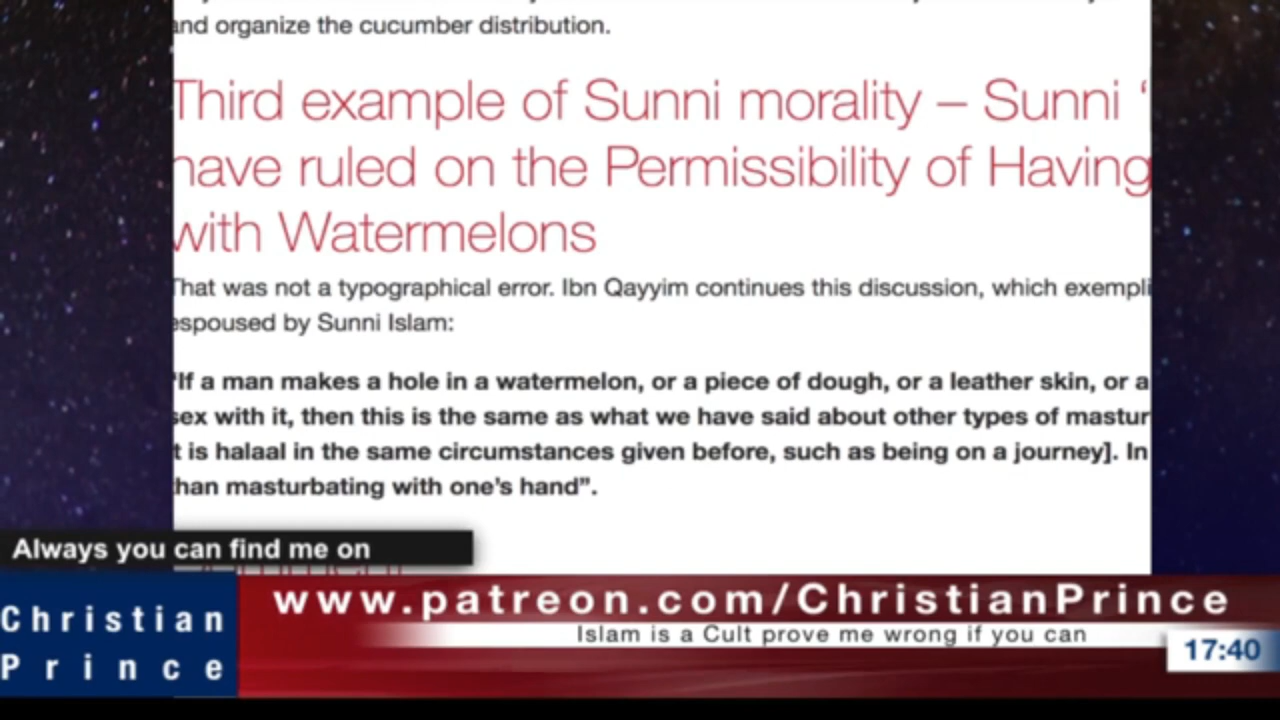 and organize the cucumber distribution.
Third example of Sunni morality – Sunni ‘
have ruled on the Permissibility of Having
with Watermelons
That was not a typographical error. Ibn Qayyim continues this discussion, which exempli
espoused by Sunni Islam:
“If a man makes a hole in a watermelon, or a piece of dough, or a leather skin, or a
sex with it, then this is the same as what we have said about other types of mastur
t is halaal in the same circumstances given before, such as being on a journey]. In
than masturbating with one’s hand”.
Always you can find me on
Christian
Prince
www.patreon.com/ChristianPrince
Islam is a Cult prove me wrong if you can
17:40